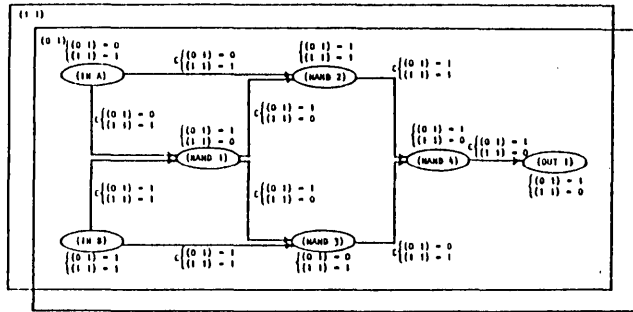 (1 1)
(0 1)
{(0 1) = 0
{(1 1) = 1
(IN A)
C{(0 1) = 0
{(1 1) = 1
{(0 1) = 1
{(1 1) = 1
(NAND 2)
C{(0 1) = 1
{(1 1) = 1
C{(0 1) = 0
{(1 1) = 1
{(0 1) = 1
{(1 1) = 0
(NAND 1)
C{(0 1) = 1
{(1 1) = 0
{(0 1) = 1
{(1 1) = 0
(NAND 4)
C{(0 1) = 1
{(1 1) = 0
(OUT 1)
{(0 1) = 1
{(1 1) = 0
C{(0 1) = 1
{(1 1) = 1
C{(0 1) = 1
{(1 1) = 0
(IN B)
{(0 1) = 1
{(1 1) = 1
C{(0 1) = 1
{(1 1) = 1
(NAND 3)
{(0 1) = 0
{(1 1) = 1
C{(0 1) = 0
{(1 1) = 1